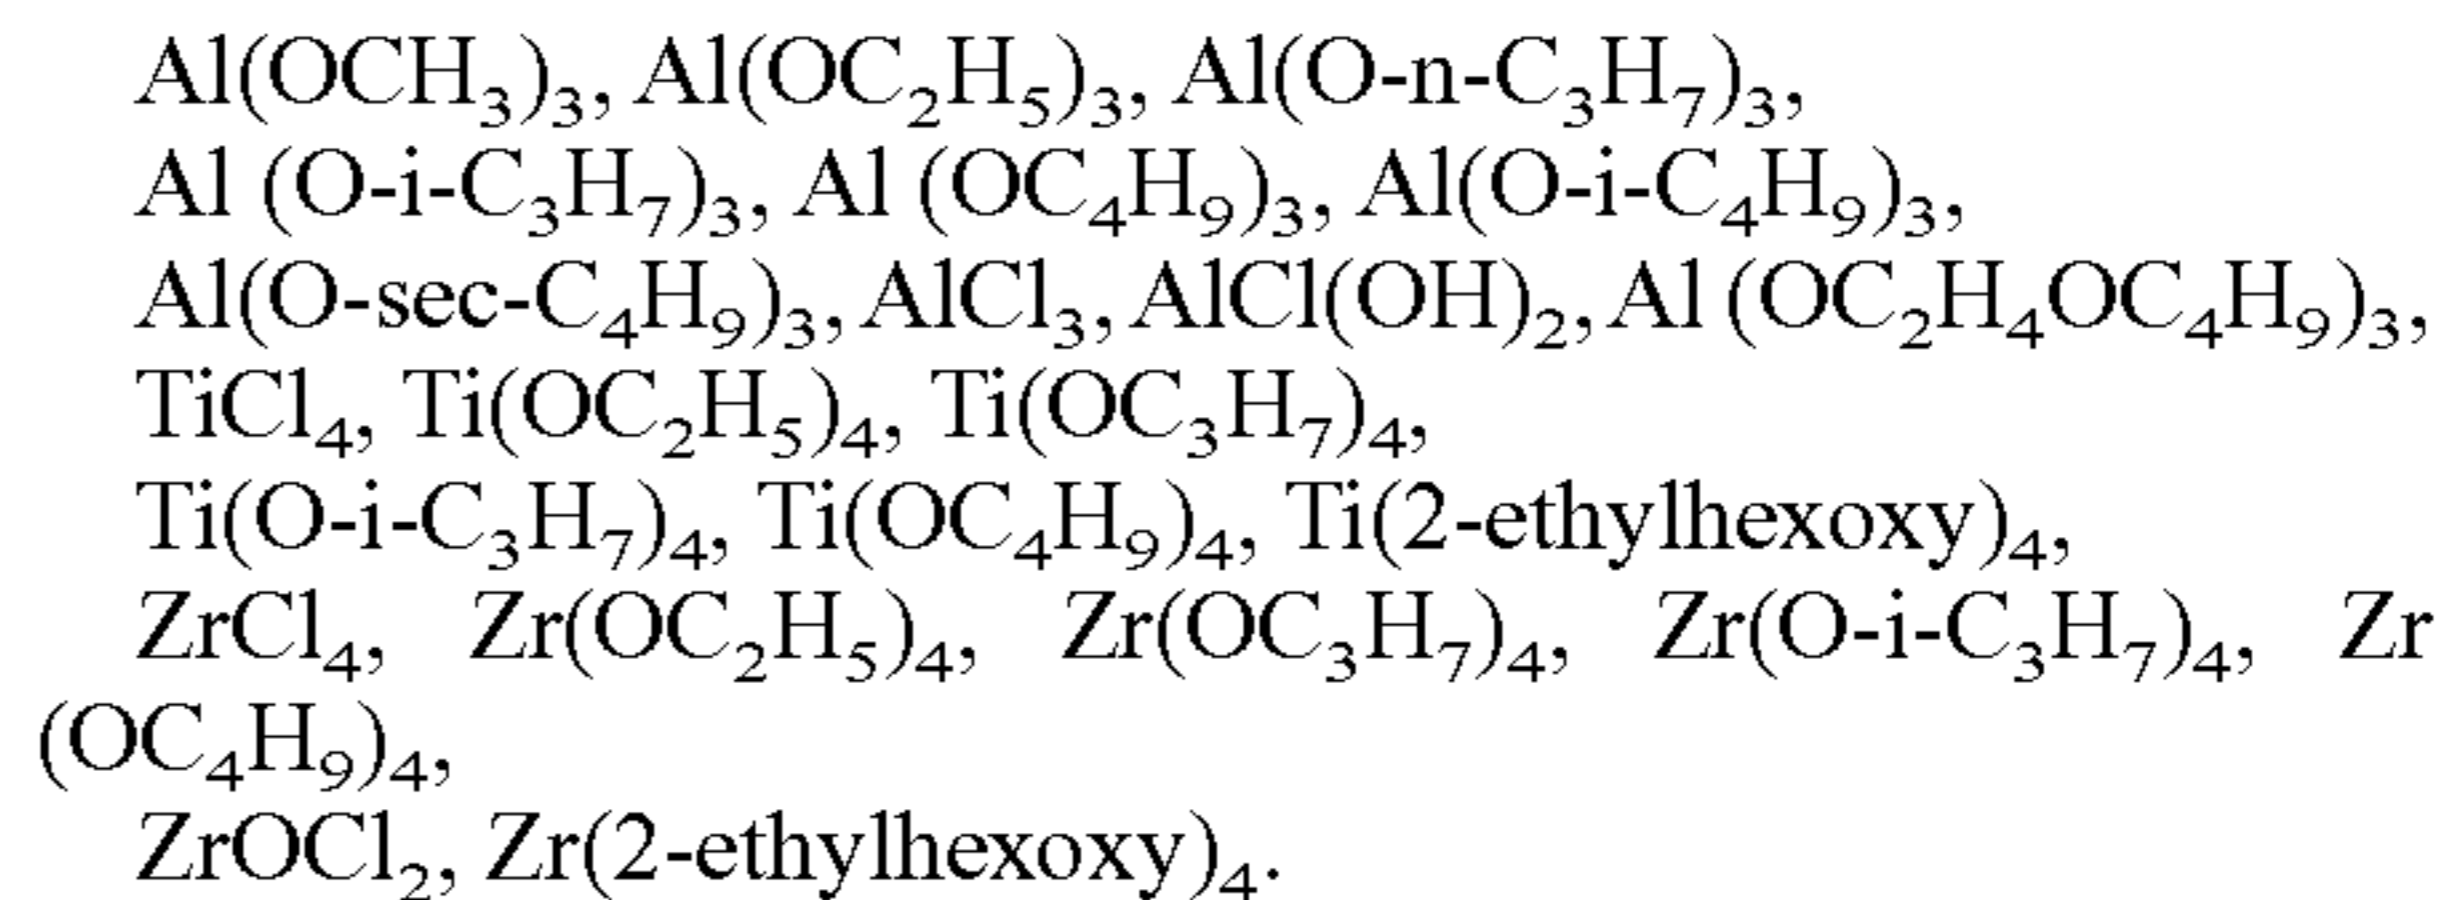 Al(OCH₃)₃, Al(OC₂H₅)₃, Al(O-n-C₃H₇)₃,
Al (O-i-C₃H₇)₃, Al (OC₄H₉)₃, Al(O-i-C₄H₉)₃,
Al(O-sec-C₄H₉)₃, AlCl₃, AlCl(OH)₂, Al (OC₂H₄OC₄H₉)₃,
TiCl₄, Ti(OC₂H₅)₄, Ti(OC₃H₇)₄,
Ti(O-i-C₃H₇)₄, Ti(OC₄H₉)₄, Ti(2-ethylhexoxy)₄,
ZrCl₄, Zr(OC₂H₅)₄, Zr(OC₃H₇)₄, Zr(O-i-C₃H₇)₄, Zr
(OC₄H₉)₄,
ZrOCl₂, Zr(2-ethylhexoxy)₄.